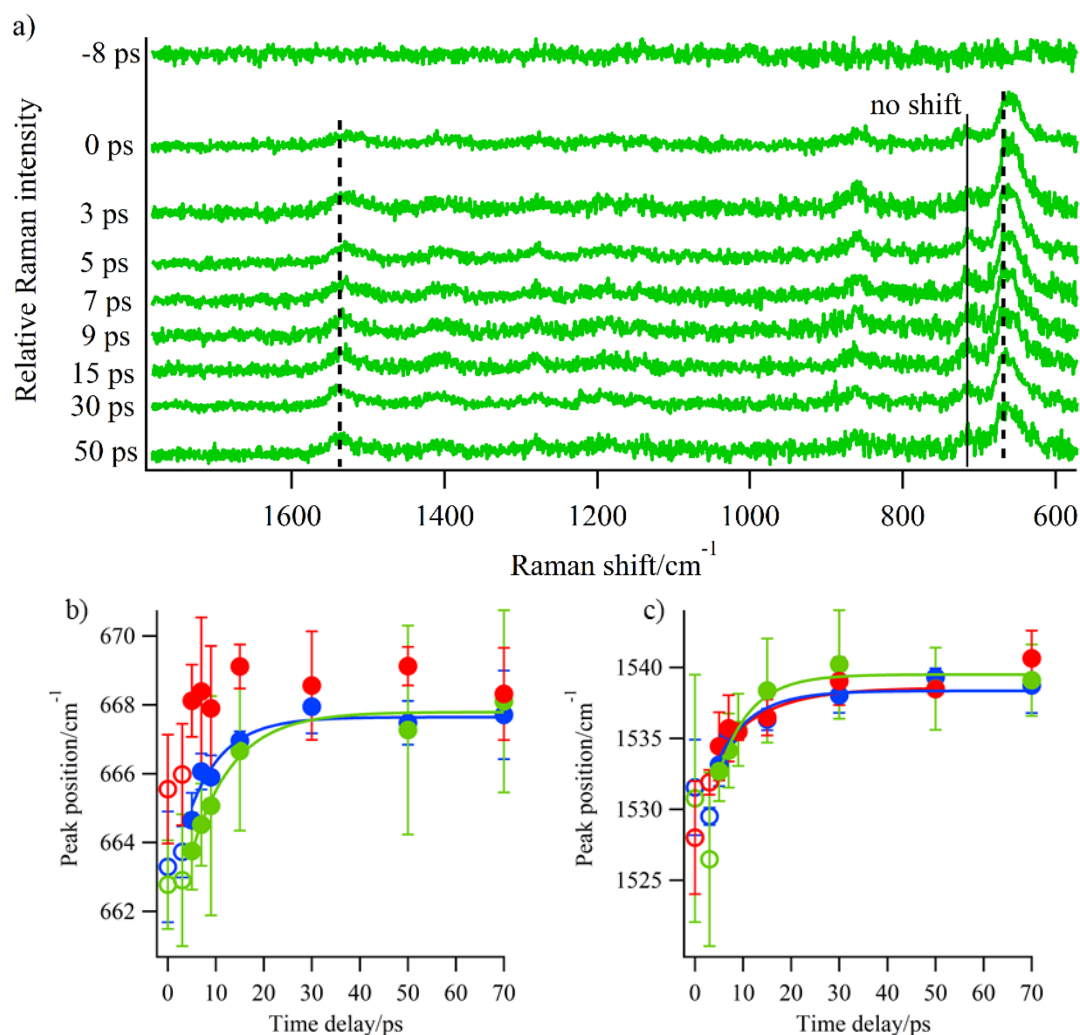 a)
-8 ps
no shift
0 ps
3 ps
5 ps
7 ps
9 ps
15 ps
30 ps
50 ps
Relative Raman intensity
1600 1400 1200 1000 800 600
Raman shift/cm⁻¹
b)
670
668
666
664
662
Peak position/cm⁻¹
0 10 20 30 40 50 60 70
Time delay/ps
c)
1540
1535
1530
1525
Peak position/cm⁻¹
0 10 20 30 40 50 60 70
Time delay/ps